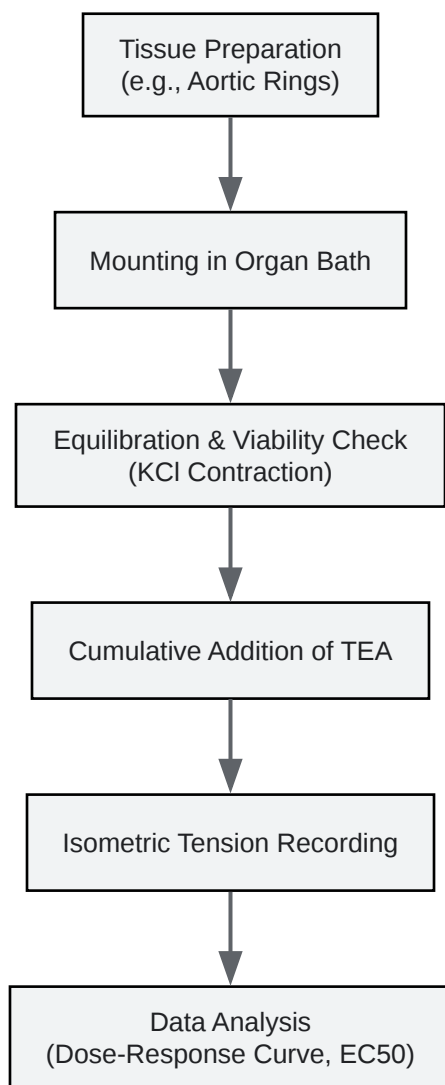 Tissue Preparation
(e.g., Aortic Rings)
Mounting in Organ Bath
Equilibration & Viability Check
(KCl Contraction)
Cumulative Addition of TEA
Isometric Tension Recording
Data Analysis
(Dose-Response Curve, EC50)